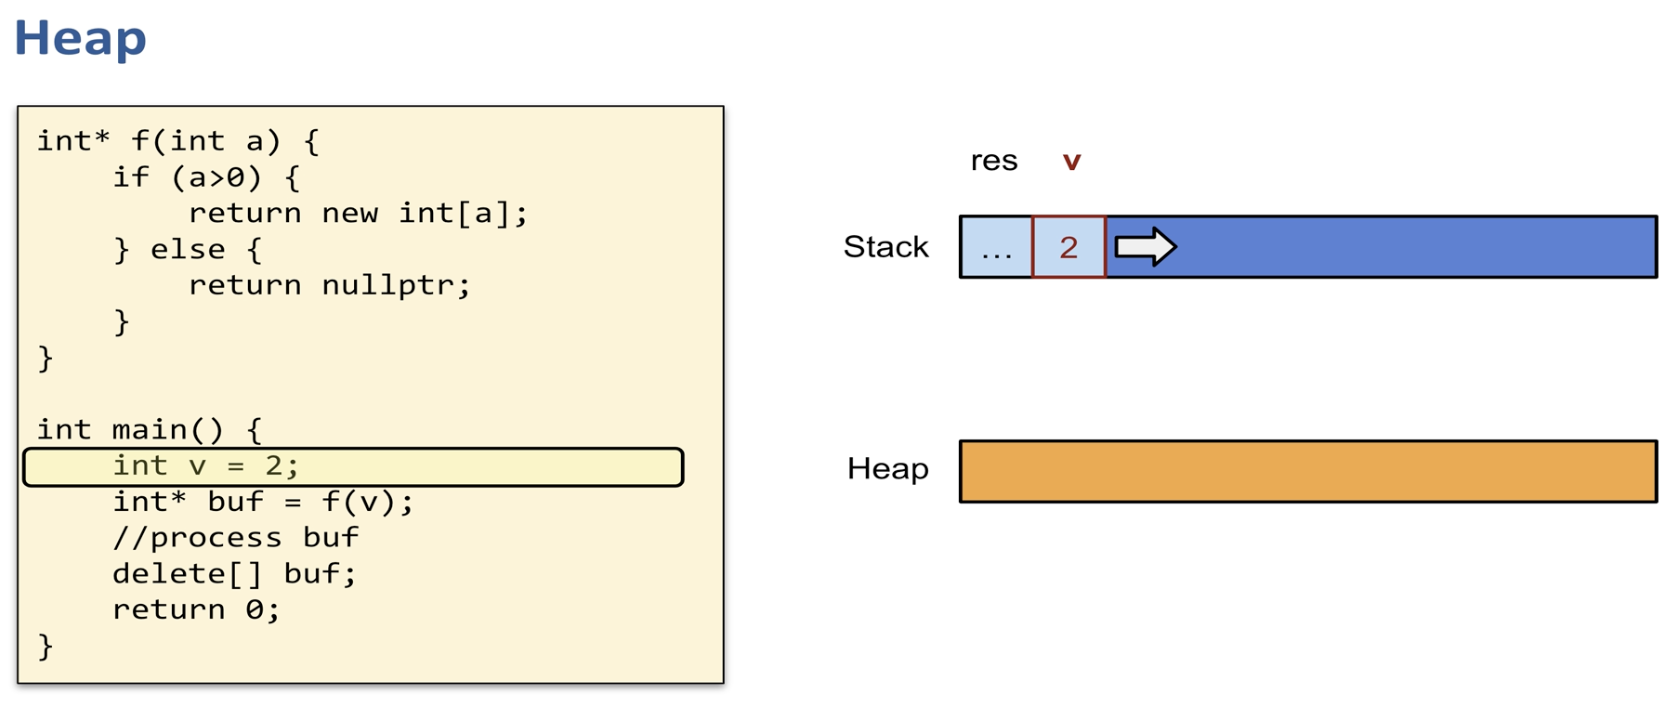 Heap
int* f(int a) {
    if (a>0) {
        return new int[a];
    } else {
        return nullptr;
    }
}
int main() {
    int v = 2;
    int* buf = f(v);
    //process buf
    delete[] buf;
    return 0;
}
res v
Stack ... 2
Heap